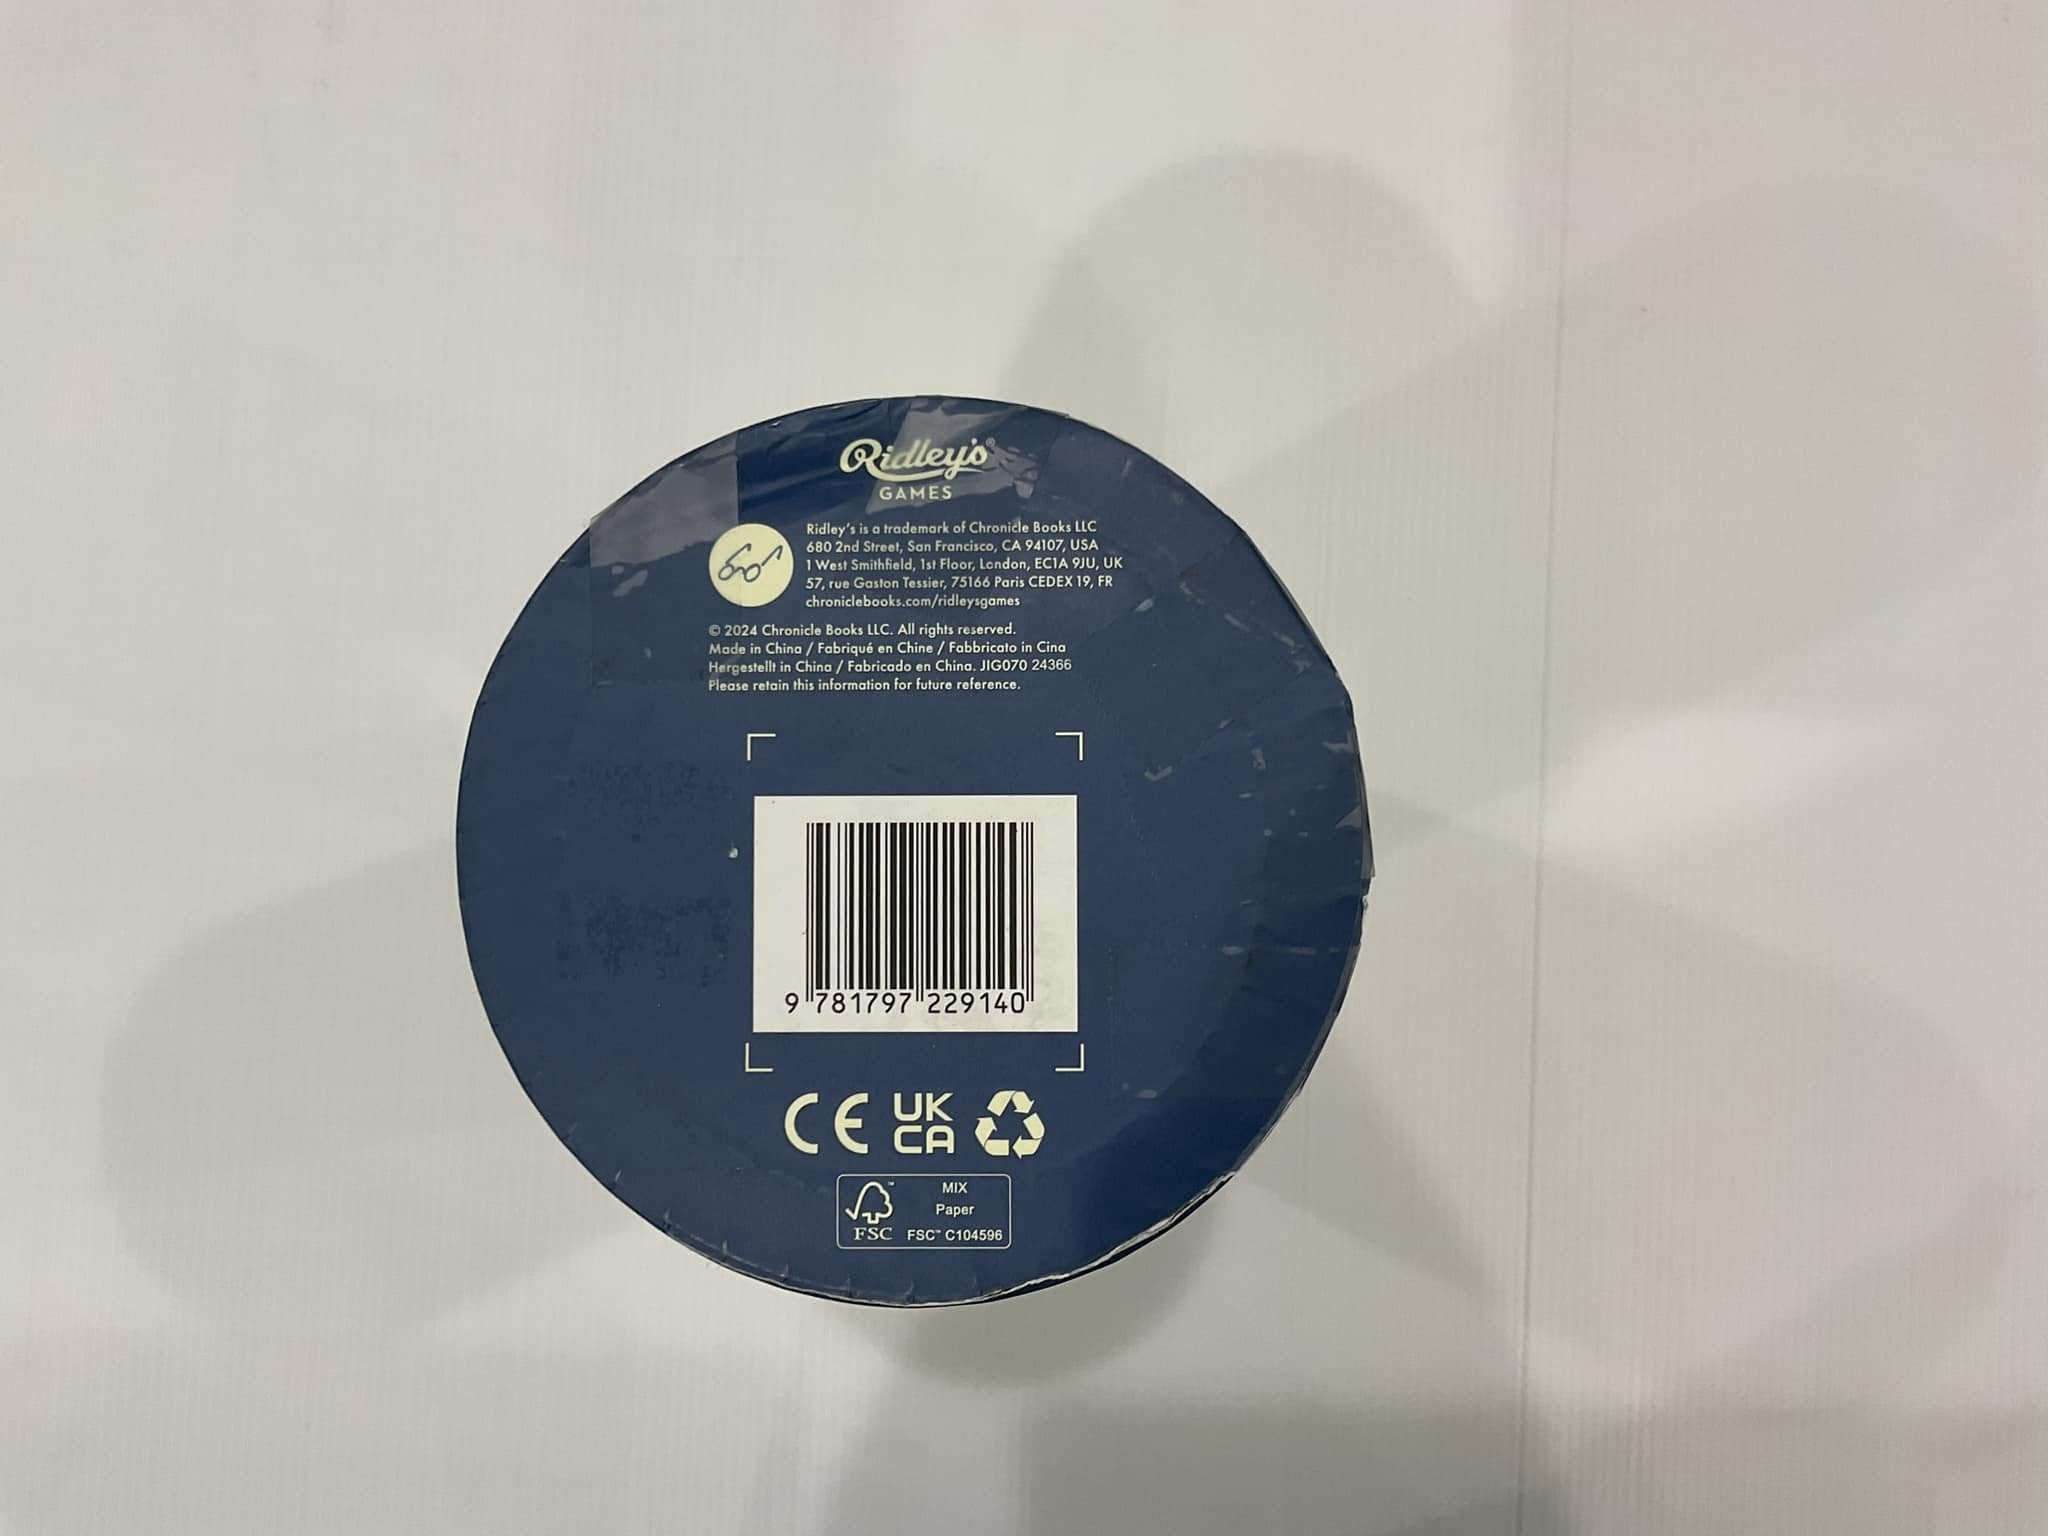 Ridley's®
GAMES
Ridley's is a trademark of Chronicle Books LLC
680 2nd Street, San Francisco, CA 94107, USA
1 West Smithfield, 1st Floor, London, EC1A 9JU, UK
57, rue Gaston Tessier, 75166 Paris CEDEX 19, FR
chroniclebooks.com/ridleysgames
© 2024 Chronicle Books LLC. All rights reserved.
Made in China / Fabriqué en Chine / Fabbricato in Cina
Hergestellt in China / Fabricado en China. JIG070 24366
Please retain this information for future reference.
9 781797 229140
CE UK
CA
MIX
Paper
FSC FSC™ C104596